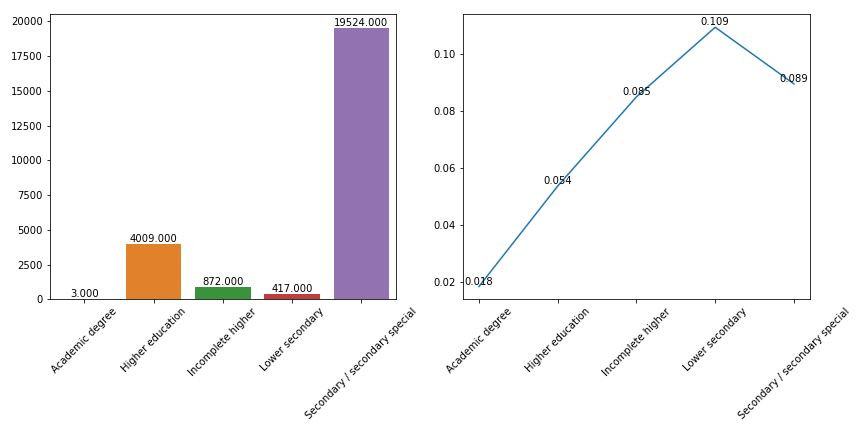 20000
17500
15000
12500
10000
7500
5000
2500
0
3.000
4009.000
872.000
417.000
19524.000
Academic degree
Higher education
Incomplete higher
Lower secondary
Secondary / secondary special
0.10
0.08
0.06
0.04
0.02
0.018
0.054
0.085
0.109
0.089
Academic degree
Higher education
Incomplete higher
Lower secondary
Secondary / secondary special